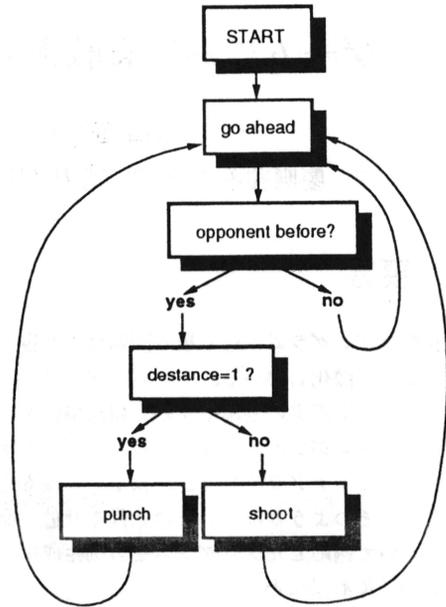 START
go ahead
opponent before?
yes
no
destance=1 ?
yes
no
punch
shoot